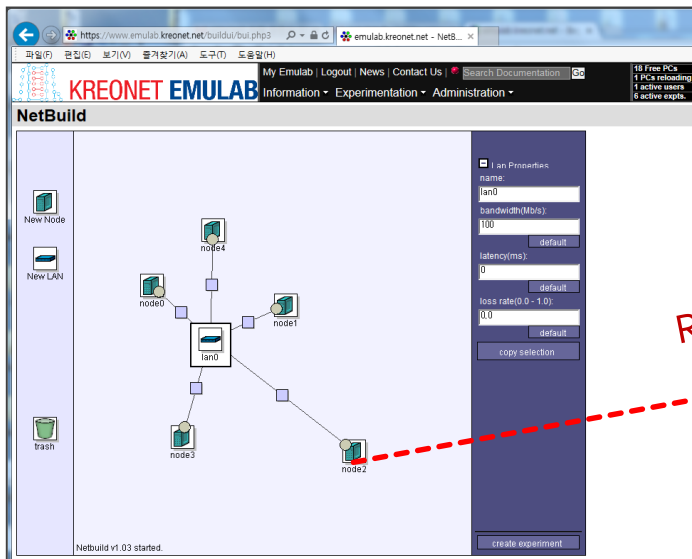 https://www.emulab.kreonet.net/buildui/bui.php3
emulab.kreonet.net - NetB...
파일(F) 편집(E) 보기(V) 즐겨찾기(A) 도구(T) 도움말(H)
KREONET EMULAB
My Emulab | Logout | News | Contact Us |
Search Documentation Go
Information Experimentation Administration
18 Free PCs
1 PCs reloading
1 active users
6 active expts.
NetBuild
New Node
New LAN
trash
node4
node0
node1
lan0
node3
node2
Netbuild v1.03 started.
Lan Properties
name:
lan0
bandwidth(Mb/s):
100
default
latency(ms):
0
default
loss rate(0.0 - 1.0):
0.0
default
copy selection
create experiment
R